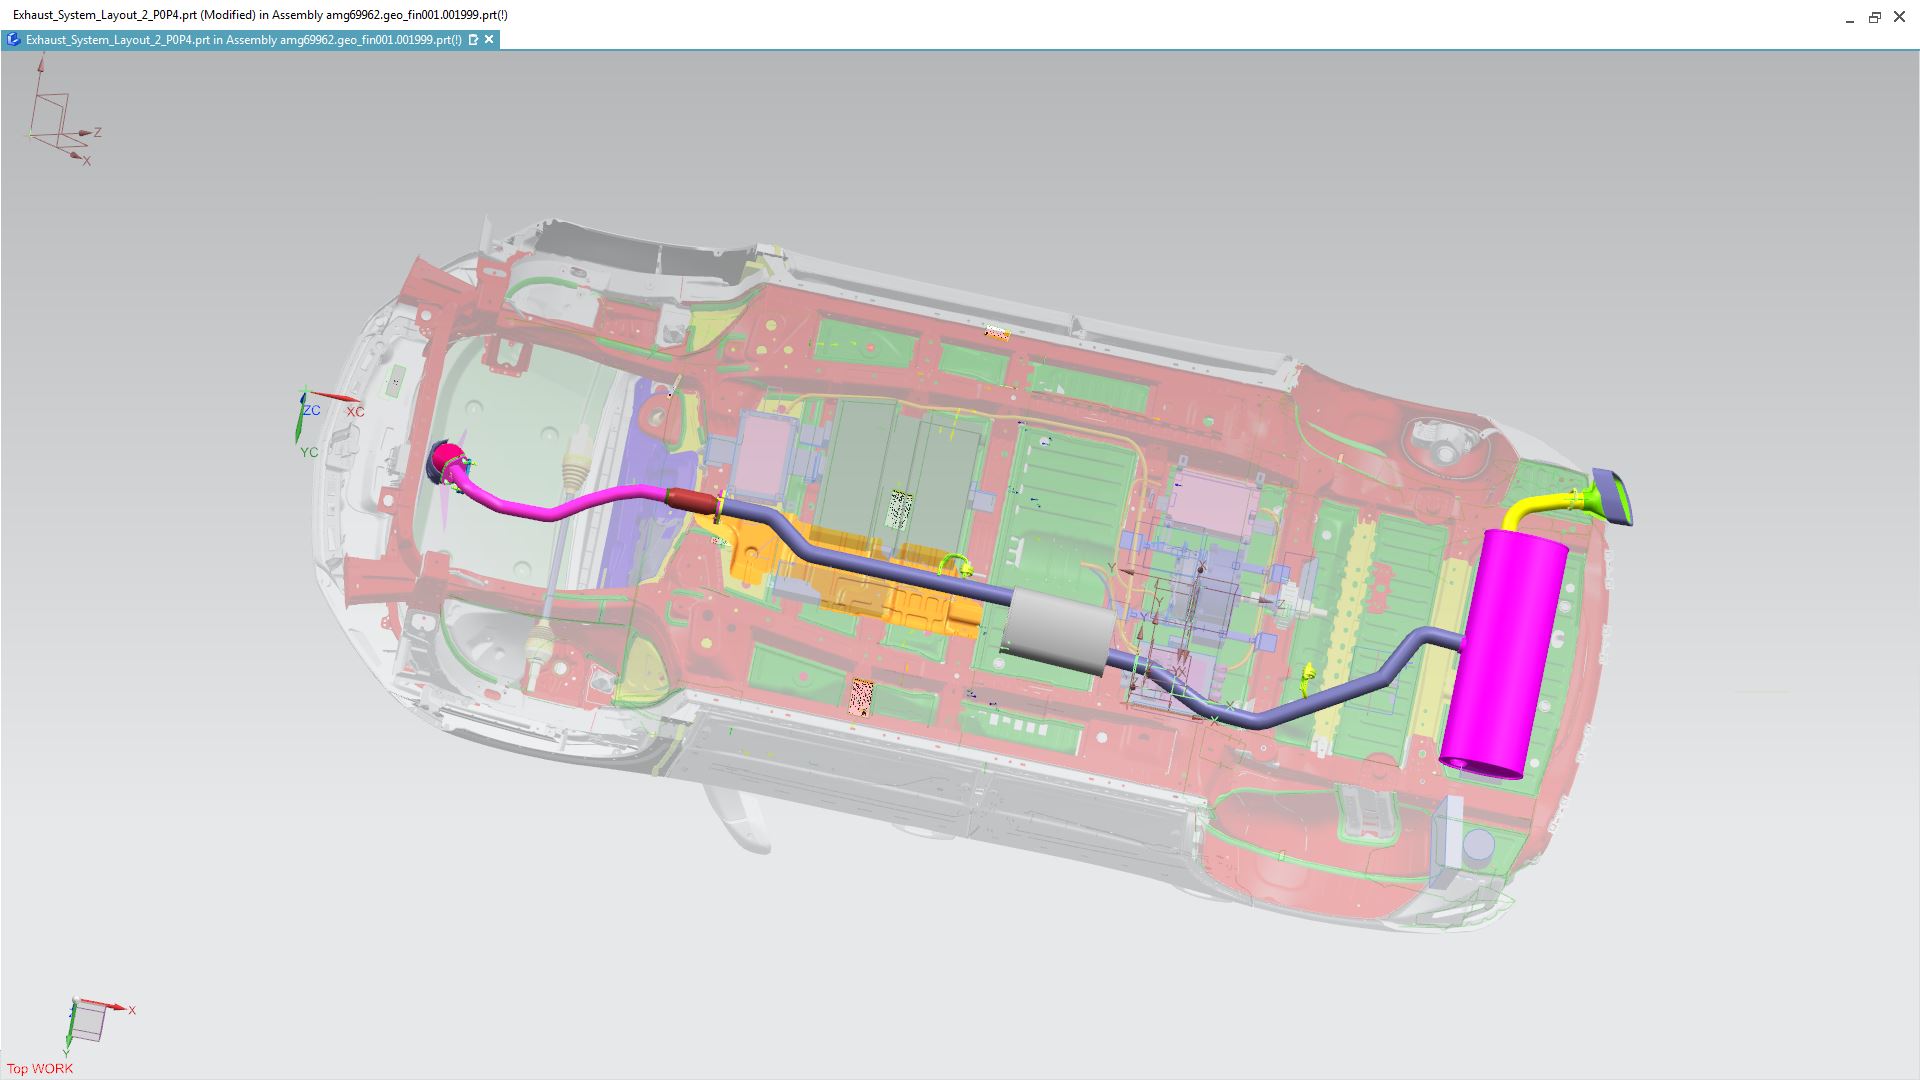 Exhaust_System_Layout_2_P0P4.prt (Modified) in Assembly amg69962.geo_fin001.001999.prt(!)
Exhaust_System_Layout_2_P0P4.prt in Assembly amg69962.geo_fin001.001999.prt(!)
Z
X
ZC
XC
YC
Y
X
Z
Y
Y
X
Y
Top WORK